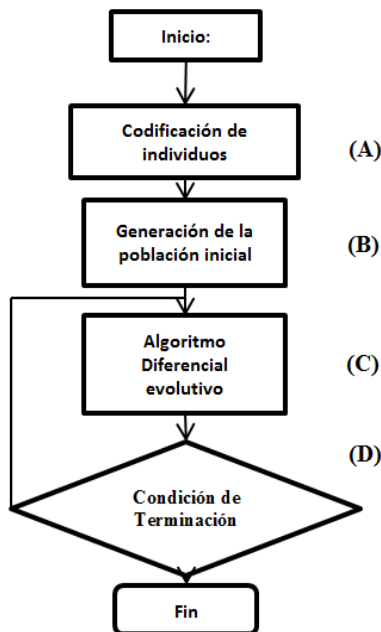 Inicio:
Codificación de
individuos
(A)
Generación de la
población inicial
(B)
Algoritmo
Diferencial
evolutivo
(C)
(D)
Condición de
Terminación
Fin